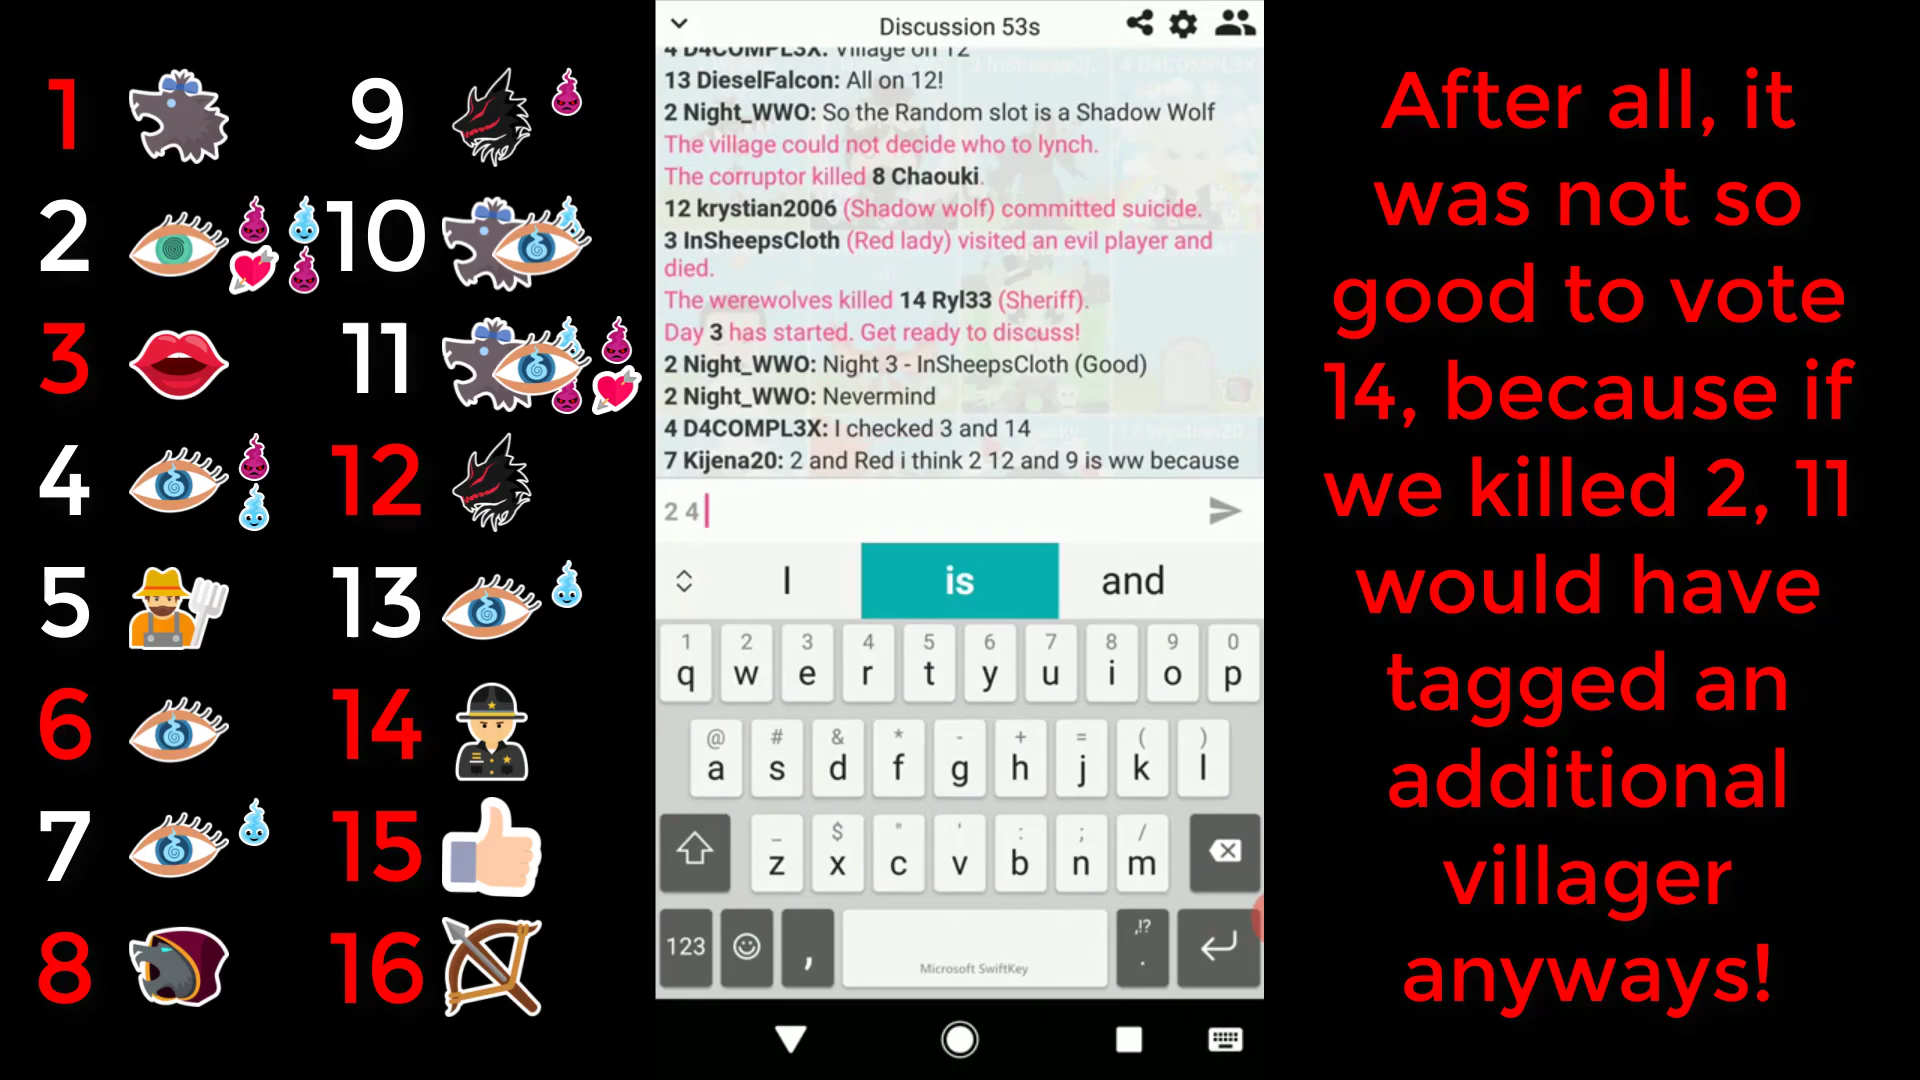 1
2
3
4
5
6
7
8
9
10
11
12
13
14
15
16
Discussion 53s
4 D4COMPL3X: Village on 12
13 DieselFalcon: All on 12!
2 Night_WWO: So the Random slot is a Shadow Wolf
The village could not decide who to lynch.
The corruptor killed 8 Chaouki.
12 krystian2006 (Shadow wolf) committed suicide.
3 InSheepsCloth (Red lady) visited an evil player and
died.
The werewolves killed 14 Ryl33 (Sheriff).
Day 3 has started. Get ready to discuss!
2 Night_WWO: Night 3 - InSheepsCloth (Good)
2 Night_WWO: Nevermind
4 D4COMPL3X: I checked 3 and 14
7 Kijena20: 2 and Red i think 2 12 and 9 is ww because
2 4
I is and
1 2 3 4 5 6 7 8 9 0
q w e r t y u i o p
@ # & * - + = ( )
a s d f g h j k l
_ $ " ' : ; /
z x c v b n m
123 , Microsoft SwiftKey ,!? .
After all, it
was not so
good to vote
14, because if
we killed 2, 11
would have
tagged an
additional
villager
anyways!